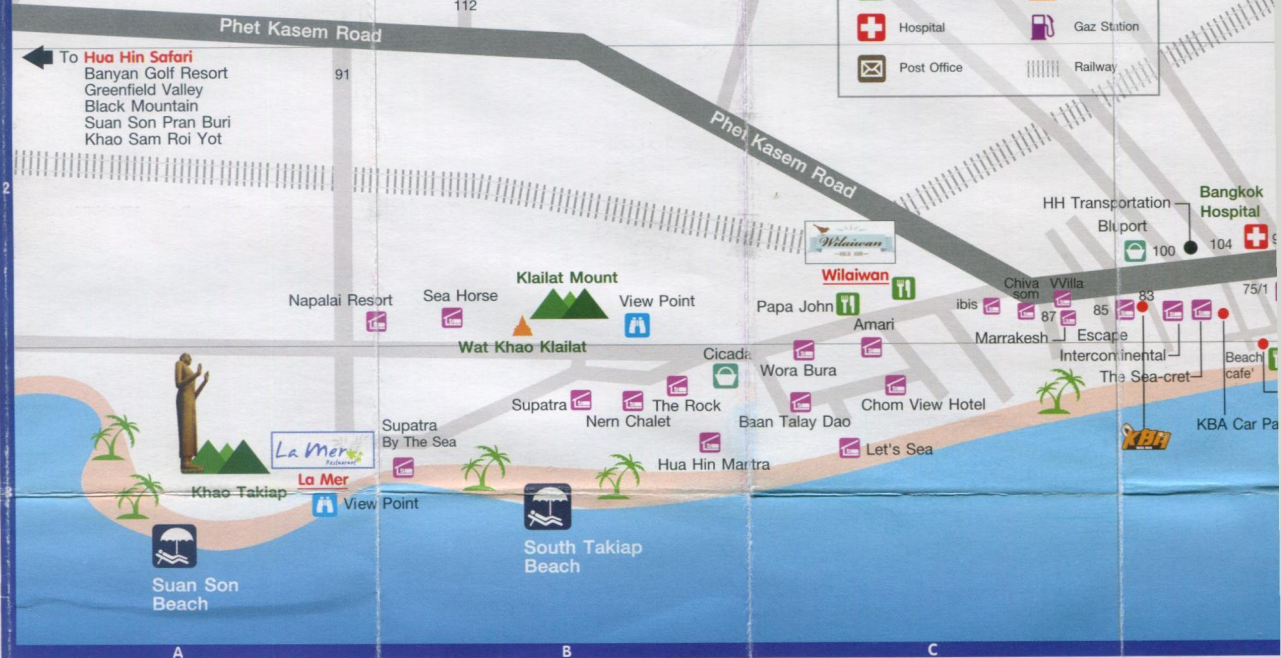 112
Phet Kasem Road
Hospital
Gaz Station
Post Office
Railway
To Hua Hin Safari
Banyan Golf Resort
Greenfield Valley
Black Mountain
Suan Son Pran Buri
Khao Sam Roi Yot
91
Phet Kasem Road
2
Bangkok
Hospital
HH Transportation
Bluport
100
104
Wilaiwan
Wilaiwan
Klailat Mount
Napalai Resort
Sea Horse
View Point
Papa John
Wat Khao Klailat
Amari
ibis
Chiva
som
VVilla
83
75/1
87
85
Marrakesh
Escape
Intercontinental
The Sea-cret
Beach
cafe'
Cicada
Wora Bura
Supatra
The Rock
Nern Chalet
Baan Talay Dao
Chom View Hotel
KBA Car Pa
KBH
Supatra
By The Sea
Let's Sea
Hua Hin Mantra
La Mer
Restaurant
La Mer
Khao Takiap
View Point
South Takiap
Beach
Suan Son
Beach
A
B
C